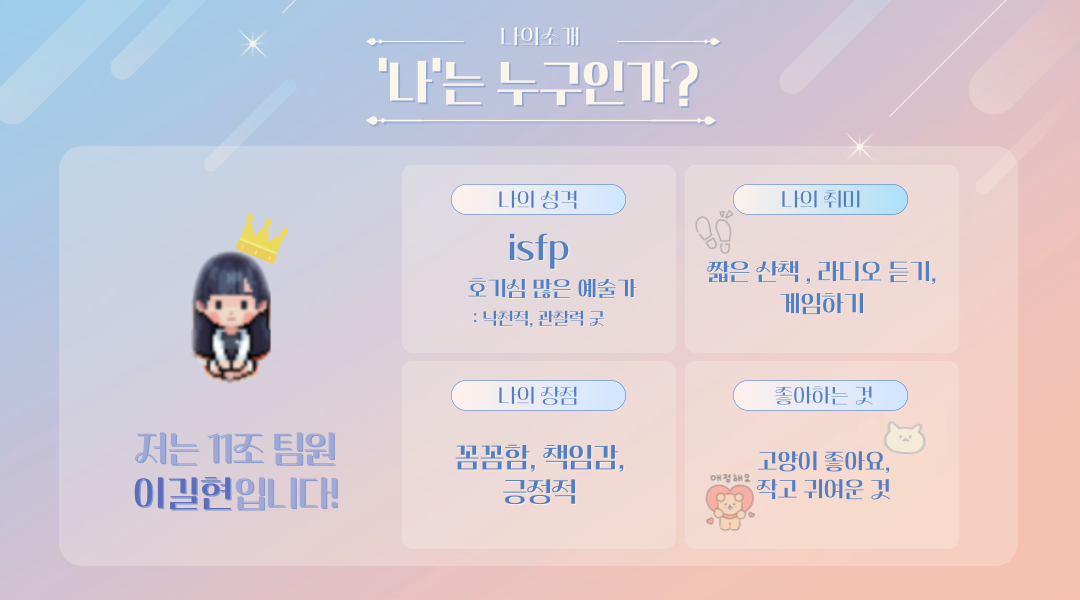 나의소개
'나'는 누구인가?
저는 11조 팀원
이길현입니다!
나의 성격
isfp
호기심 많은 예술가
: 낙천적, 관찰력 굿
나의 취미
짧은 산책 , 라디오 듣기,
게임하기
나의 장점
꼼꼼함, 책임감,
긍정적
좋아하는 것
고양이 좋아요,
애정해요
작고 귀여운 것